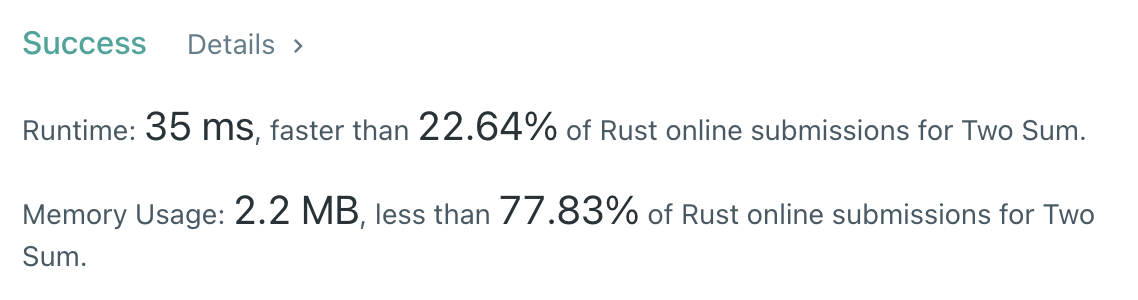 Success Details >
Runtime: 35 ms, faster than 22.64% of Rust online submissions for Two Sum.
Memory Usage: 2.2 MB, less than 77.83% of Rust online submissions for Two
Sum.